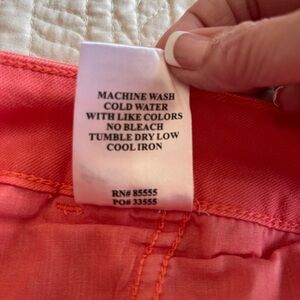 MACHINE WASH
COLD WATER
WITH LIKE COLORS
NO BLEACH
TUMBLE DRY LOW
COOL IRON
RN# 85555
PO# 33555